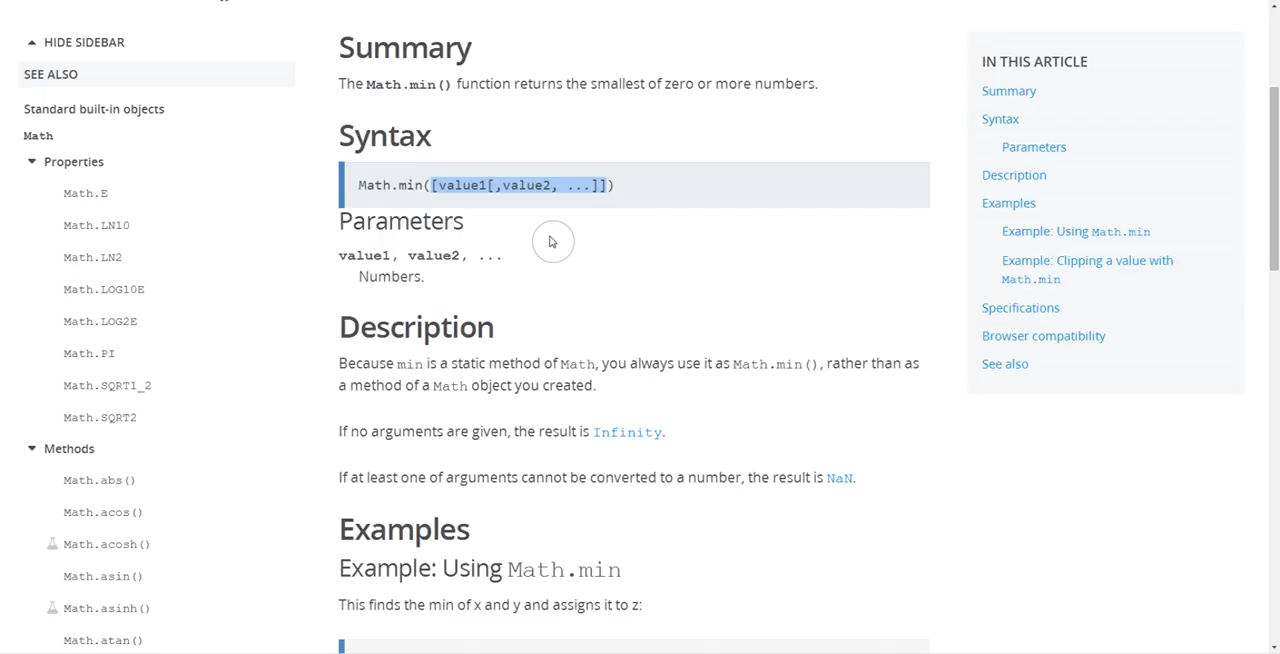 HIDE SIDEBAR
SEE ALSO
Standard built-in objects
Math
Properties
Math.E
Math.LN10
Math.LN2
Math.LOG10E
Math.LOG2E
Math.PI
Math.SQRT1_2
Math.SQRT2
Methods
Math.abs()
Math.acos()
Math.acosh()
Math.asin()
Math.asinh()
Math.atan()
Summary
The Math.min() function returns the smallest of zero or more numbers.
Syntax
Math.min([value1[,value2, ...]])
Parameters
value1, value2, ...
Numbers.
Description
Because min is a static method of Math, you always use it as Math.min(), rather than as
a method of a Math object you created.
If no arguments are given, the result is Infinity.
If at least one of arguments cannot be converted to a number, the result is NaN.
Examples
Example: Using Math.min
This finds the min of x and y and assigns it to z:
IN THIS ARTICLE
Summary
Syntax
Parameters
Description
Examples
Example: Using Math.min
Example: Clipping a value with
Math.min
Specifications
Browser compatibility
See also